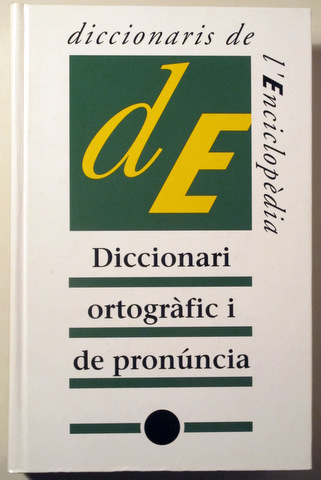 diccionaris de
l'Enciclopèdia
dE
Diccionari
ortogràfic i
de pronúncia